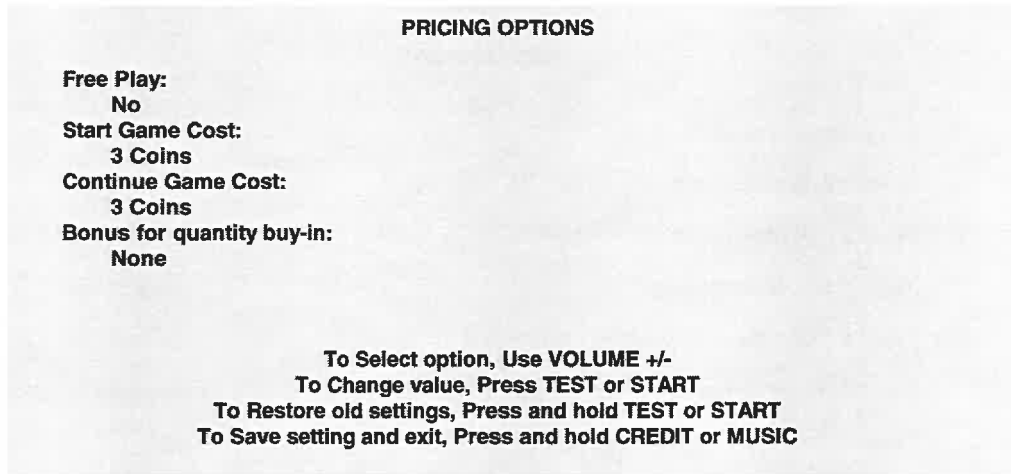 PRICING OPTIONS
Free Play:
No
Start Game Cost:
3 Coins
Continue Game Cost:
3 Coins
Bonus for quantity buy-in:
None
To Select option, Use VOLUME +/-
To Change value, Press TEST or START
To Restore old settings, Press and hold TEST or START
To Save setting and exit, Press and hold CREDIT or MUSIC